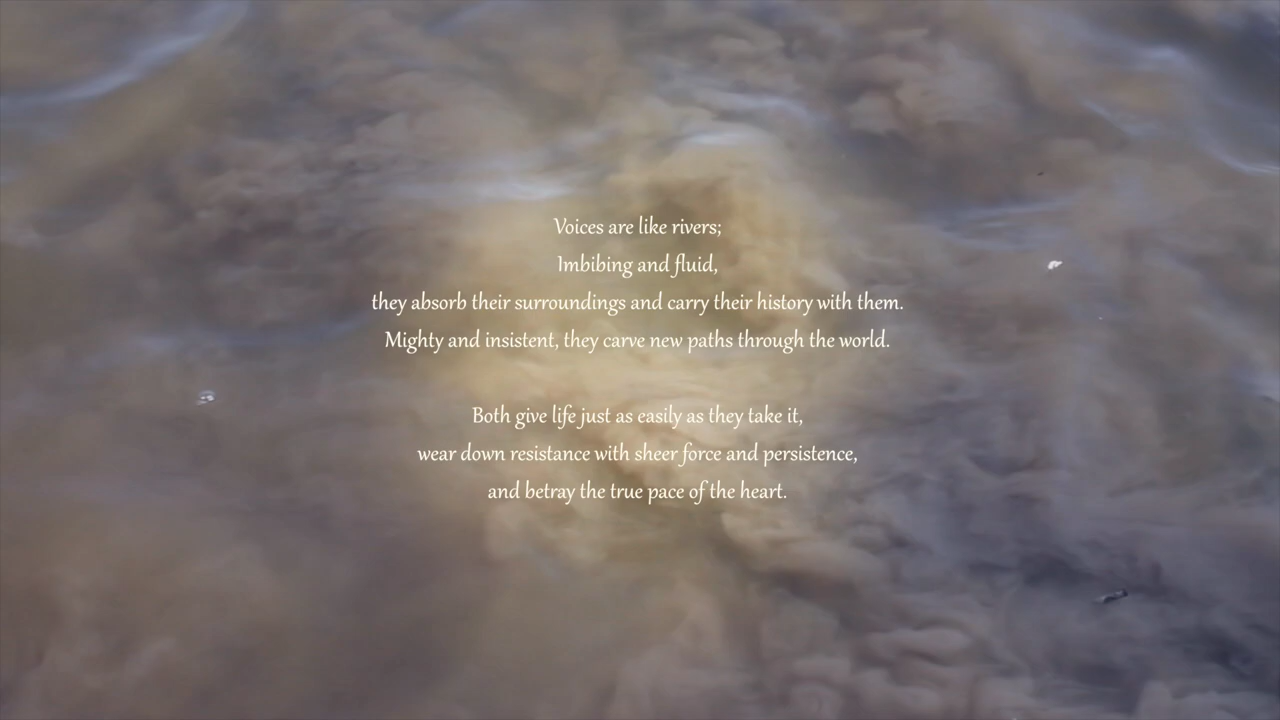 Voices are like rivers;
Imbibing and fluid,
they absorb their surroundings and carry their history with them.
Mighty and insistent, they carve new paths through the world.
Both give life just as easily as they take it,
wear down resistance with sheer force and persistence,
and betray the true pace of the heart.